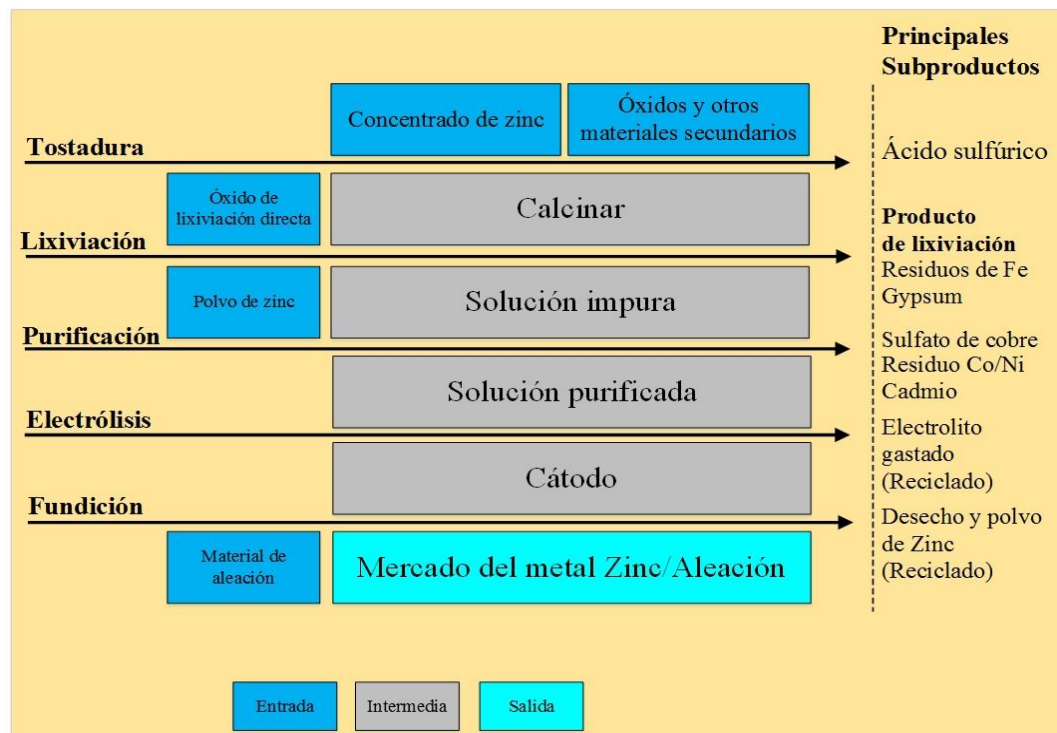 Principales
Subproductos
Concentrado de zinc
Óxidos y otros
materiales secundarios
Tostadura
Ácido sulfúrico
Óxido de
lixiviación directa
Calcinar
Producto
de lixiviación
Residuos de Fe
Gypsum
Lixiviación
Polvo de zinc
Solución impura
Purificación
Sulfato de cobre
Residuo Co/Ni
Cadmio
Solución purificada
Electrólisis
Electrolito
gastado
(Reciclado)
Cátodo
Fundición
Desecho y polvo
de Zinc
(Reciclado)
Material de
aleación
Mercado del metal Zinc/Aleación
Entrada
Intermedia
Salida